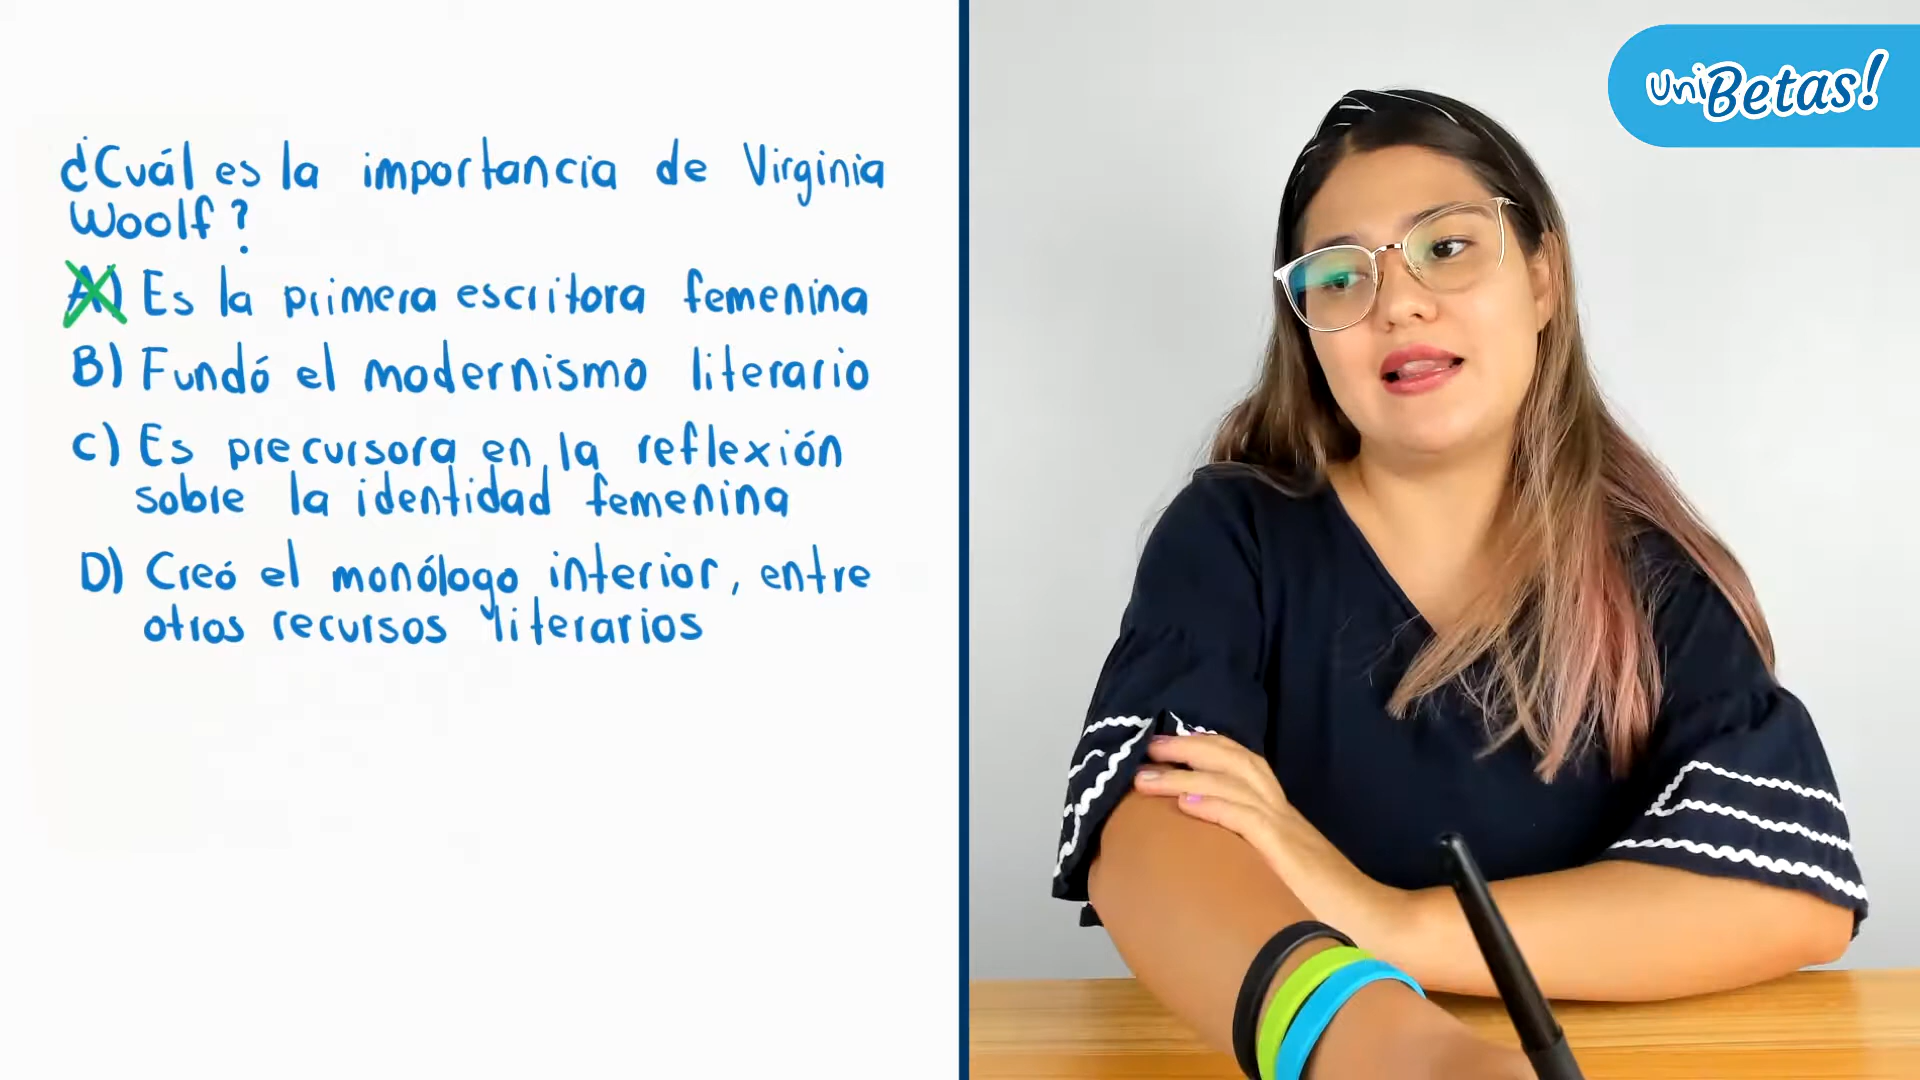 ¿Cuál es la importancia de Virginia
Woolf?
A) Es la primera escritora femenina
B) Fundó el modernismo literario
C) Es precursora en la reflexión
sobre la identidad femenina
D) Creó el monólogo interior, entre
otros recursos literarios
uniBetas!